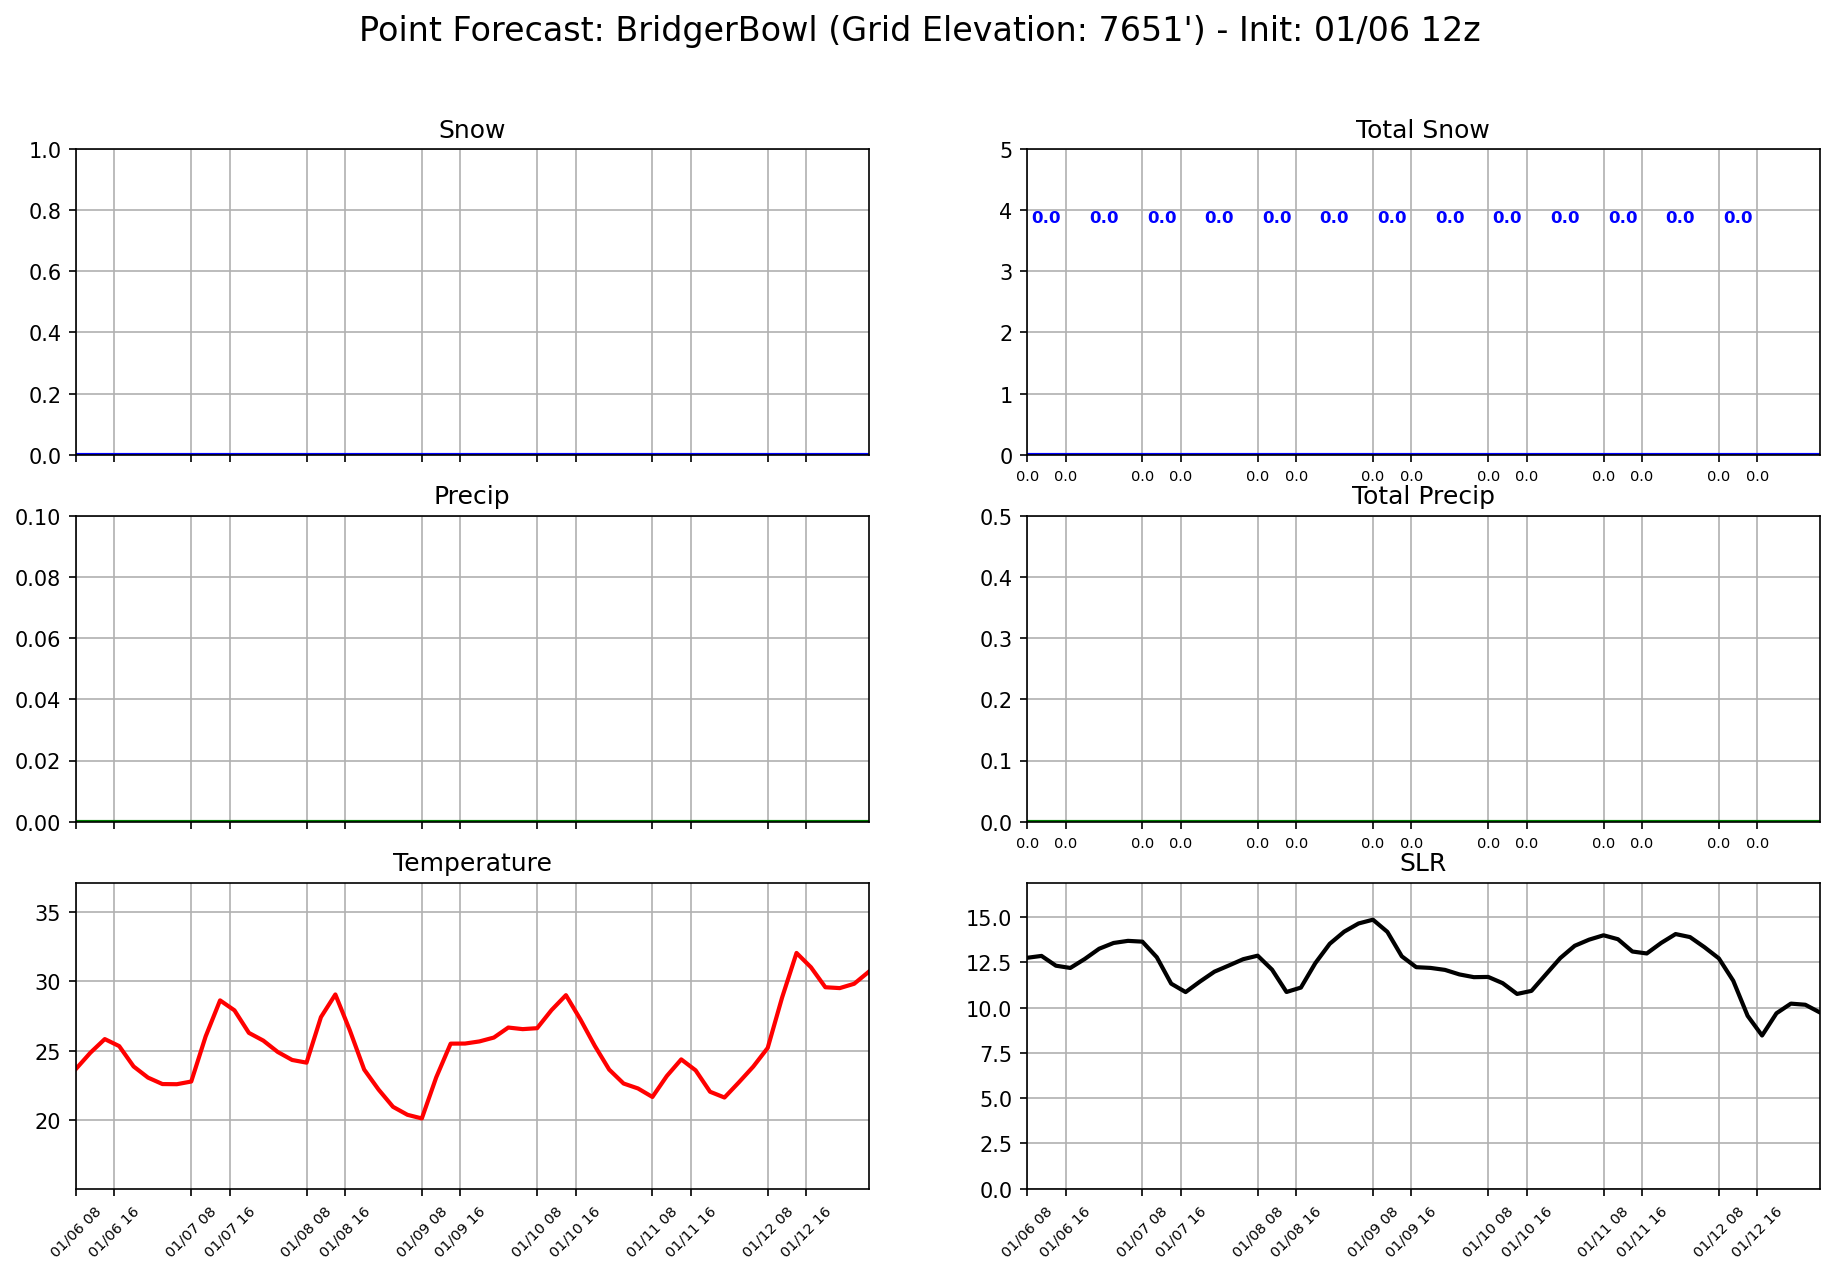 Point Forecast: BridgerBowl (Grid Elevation: 7651') - Init: 01/06 12z
Snow
1.0
0.8
0.6
0.4
0.2
0.0
Total Snow
5
4
3
2
1
0
0.0 0.0 0.0 0.0 0.0 0.0 0.0 0.0 0.0 0.0 0.0 0.0 0.0
0.0 0.0 0.0 0.0 0.0 0.0 0.0 0.0 0.0 0.0 0.0 0.0 0.0 0.0
Precip
0.10
0.08
0.06
0.04
0.02
0.00
Total Precip
0.5
0.4
0.3
0.2
0.1
0.0
0.0 0.0 0.0 0.0 0.0 0.0 0.0 0.0 0.0 0.0 0.0 0.0 0.0 0.0
Temperature
35
30
25
20
01/06 08 01/06 16 01/07 08 01/07 16 01/08 08 01/08 16 01/09 08 01/09 16 01/10 08 01/10 16 01/11 08 01/11 16 01/12 08 01/12 16
SLR
15.0
12.5
10.0
7.5
5.0
2.5
0.0
01/06 08 01/06 16 01/07 08 01/07 16 01/08 08 01/08 16 01/09 08 01/09 16 01/10 08 01/10 16 01/11 08 01/11 16 01/12 08 01/12 16